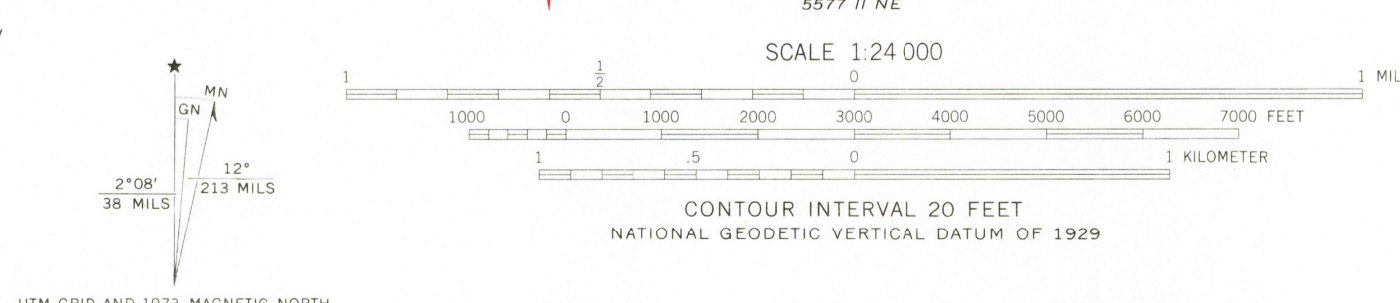 5577 II NE
SCALE 1:24 000
1 1/2 0 1 MIL
1000 0 1000 2000 3000 4000 5000 6000 7000 FEET
1 .5 0 1 KILOMETER
CONTOUR INTERVAL 20 FEET
NATIONAL GEODETIC VERTICAL DATUM OF 1929
★
MN
GN
2°08′
38 MILS
12°
213 MILS
UTM GRID AND 1973 MAGNETIC NORTH